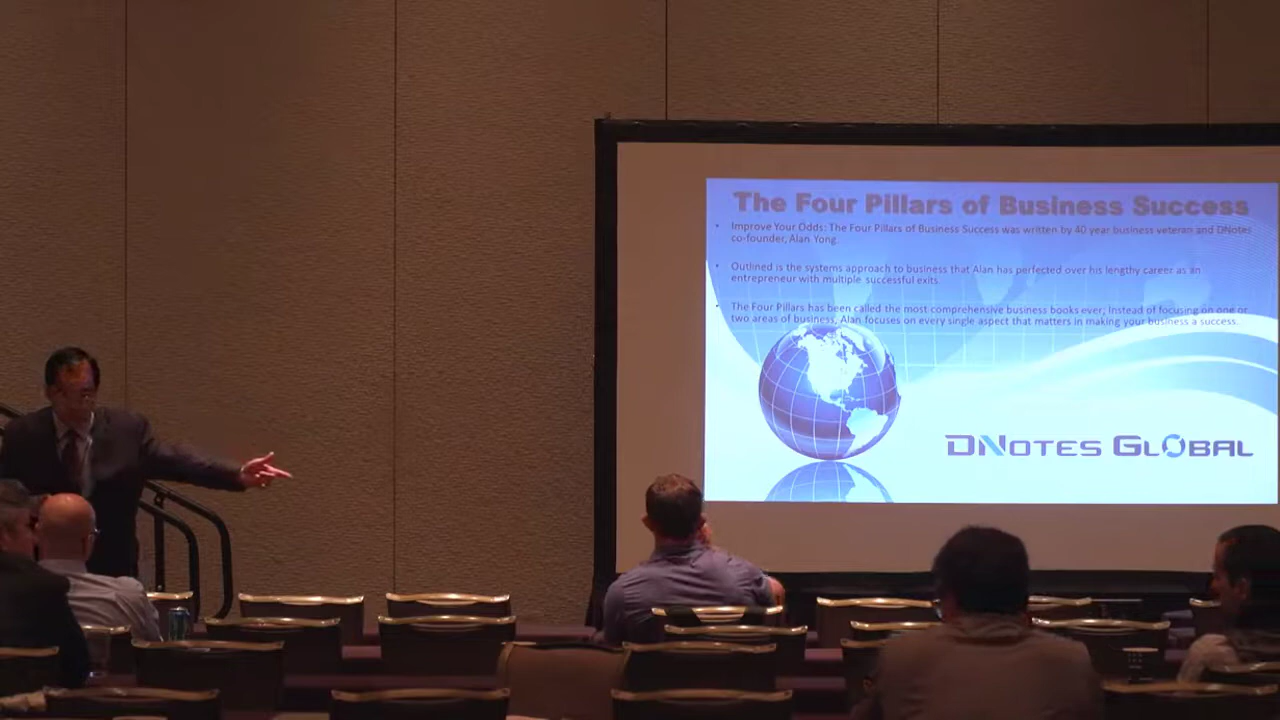 The Four Pillars of Business Success
• Improve Your Odds: The Four Pillars of Business Success was written by 40 year business veteran and DNotes
co-founder, Alan Yong.
• Outlined is the systems approach to business that Alan has perfected over his lengthy career as an
entrepreneur with multiple successful exits.
• The Four Pillars has been called the most comprehensive business books ever; Instead of focusing on one or
two areas of business, Alan focuses on every single aspect that matters in making your business a success.
DNOTES GLOBAL